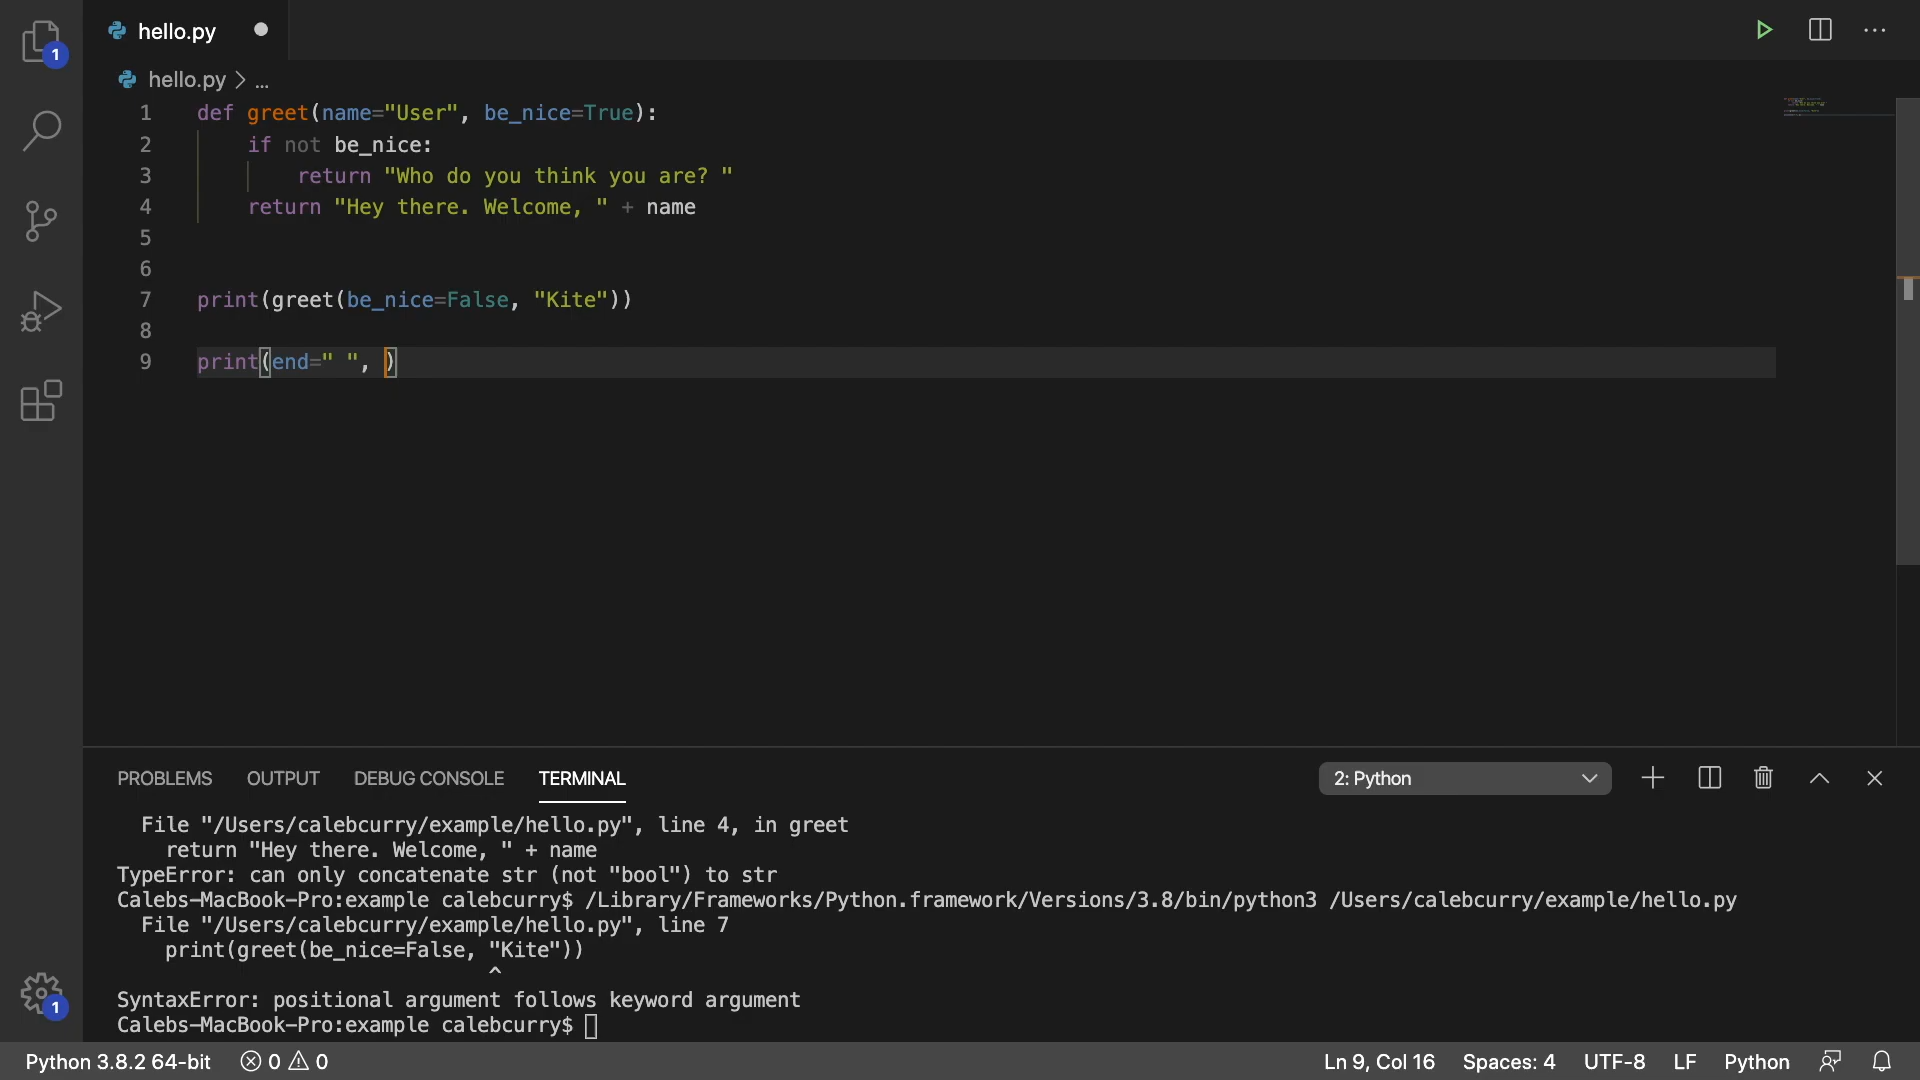 hello.py
1
hello.py > ...
1 def greet(name="User", be_nice=True):
2     if not be_nice:
3         return "Who do you think you are? "
4     return "Hey there. Welcome, " + name
5
6
7 print(greet(be_nice=False, "Kite"))
8
9 print(end=" ", )
PROBLEMS OUTPUT DEBUG CONSOLE TERMINAL 2: Python
  File "/Users/calebcurry/example/hello.py", line 4, in greet
    return "Hey there. Welcome, " + name
TypeError: can only concatenate str (not "bool") to str
Calebs-MacBook-Pro:example calebcurry$ /Library/Frameworks/Python.framework/Versions/3.8/bin/python3 /Users/calebcurry/example/hello.py
  File "/Users/calebcurry/example/hello.py", line 7
    print(greet(be_nice=False, "Kite"))
                               ^
SyntaxError: positional argument follows keyword argument
Calebs-MacBook-Pro:example calebcurry$
1
Python 3.8.2 64-bit 0 0 Ln 9, Col 16 Spaces: 4 UTF-8 LF Python